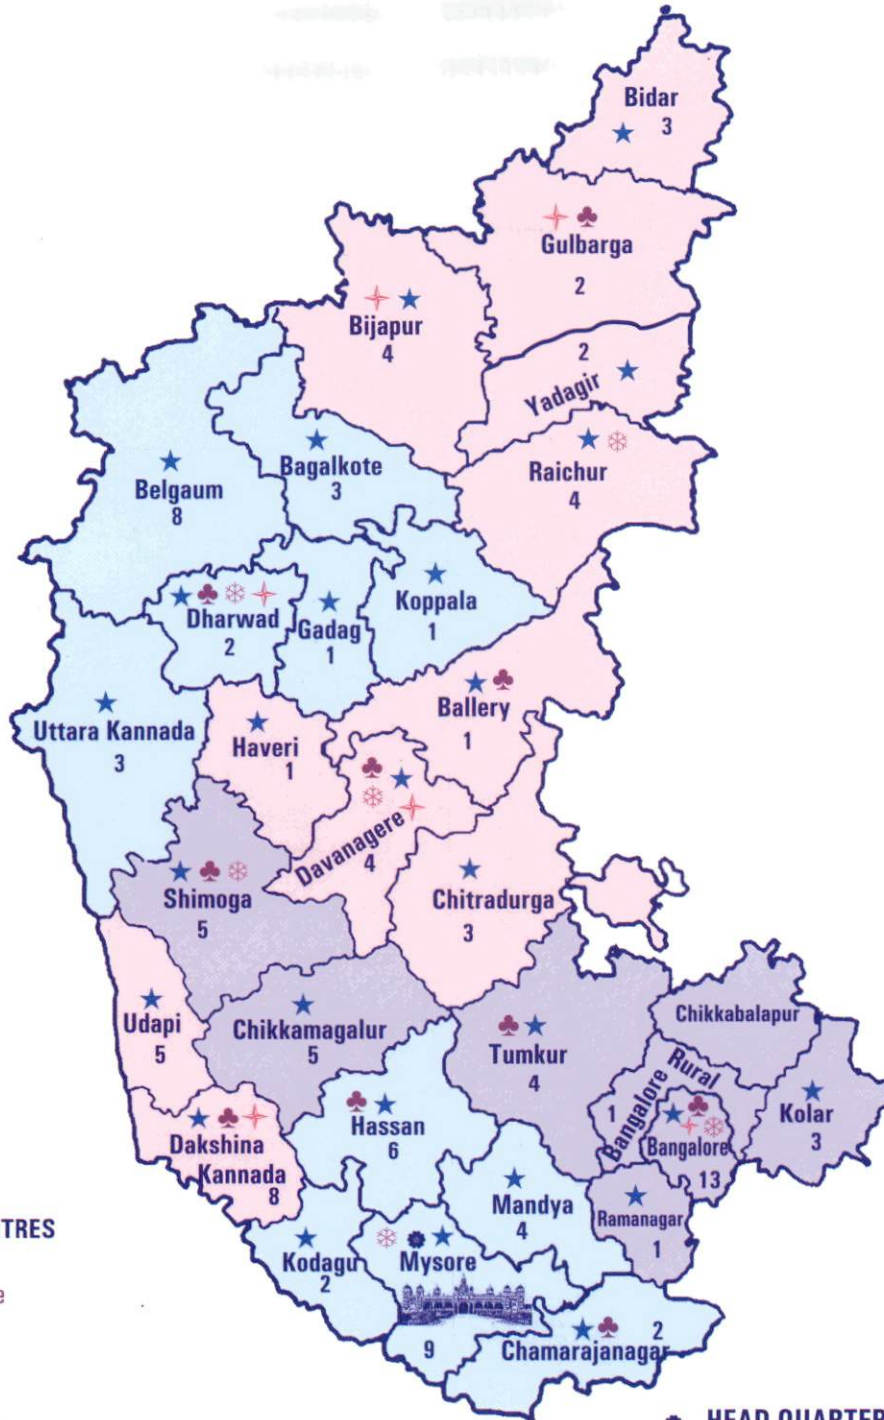 Bidar
3
Gulbarga
2
Bijapur
4
2
Yadagir
Raichur
4
Bagalkote
3
Belgaum
8
Dharwad
2
Gadag
1
Koppala
1
Ballery
1
Uttara Kannada
3
Haveri
1
Davanagere
4
Shimoga
5
Chitradurga
3
Udapi
5
Chikkamagalur
5
Tumkur
4
Chikkabalapur
Bangalore Rural
1
Bangalore
13
Kolar
3
Hassan
6
Dakshina
Kannada
8
Mandya
4
Ramanagar
1
Kodagu
2
Mysore
9
2
Chamarajanagar
TRES
e
HEAD QUARTER